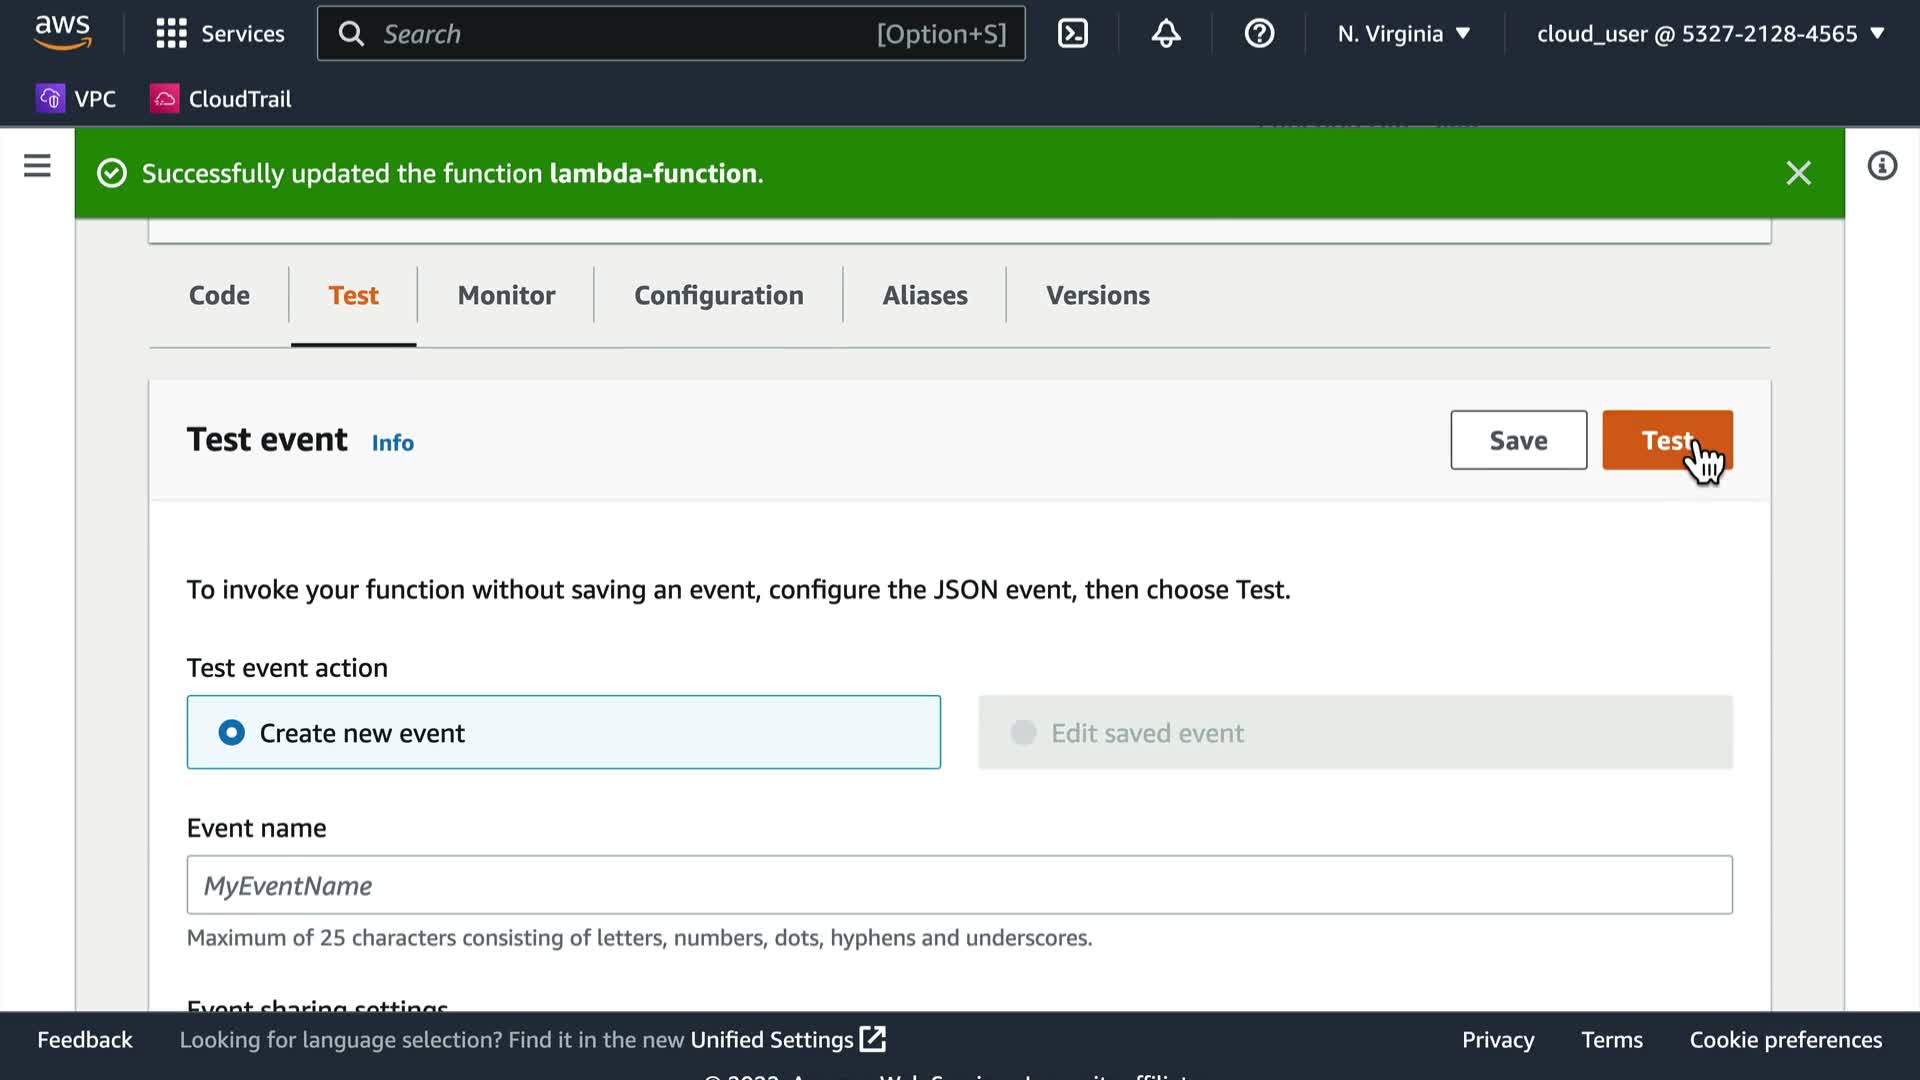 aws
Services
Search
[Option+S]
N. Virginia
cloud_user @ 5327-2128-4565
VPC
CloudTrail
Successfully updated the function lambda-function.
Code
Test
Monitor
Configuration
Aliases
Versions
Test event
Info
Save
Test
To invoke your function without saving an event, configure the JSON event, then choose Test.
Test event action
Create new event
Edit saved event
Event name
MyEventName
Maximum of 25 characters consisting of letters, numbers, dots, hyphens and underscores.
Event sharing settings
Feedback
Looking for language selection? Find it in the new Unified Settings
Privacy
Terms
Cookie preferences